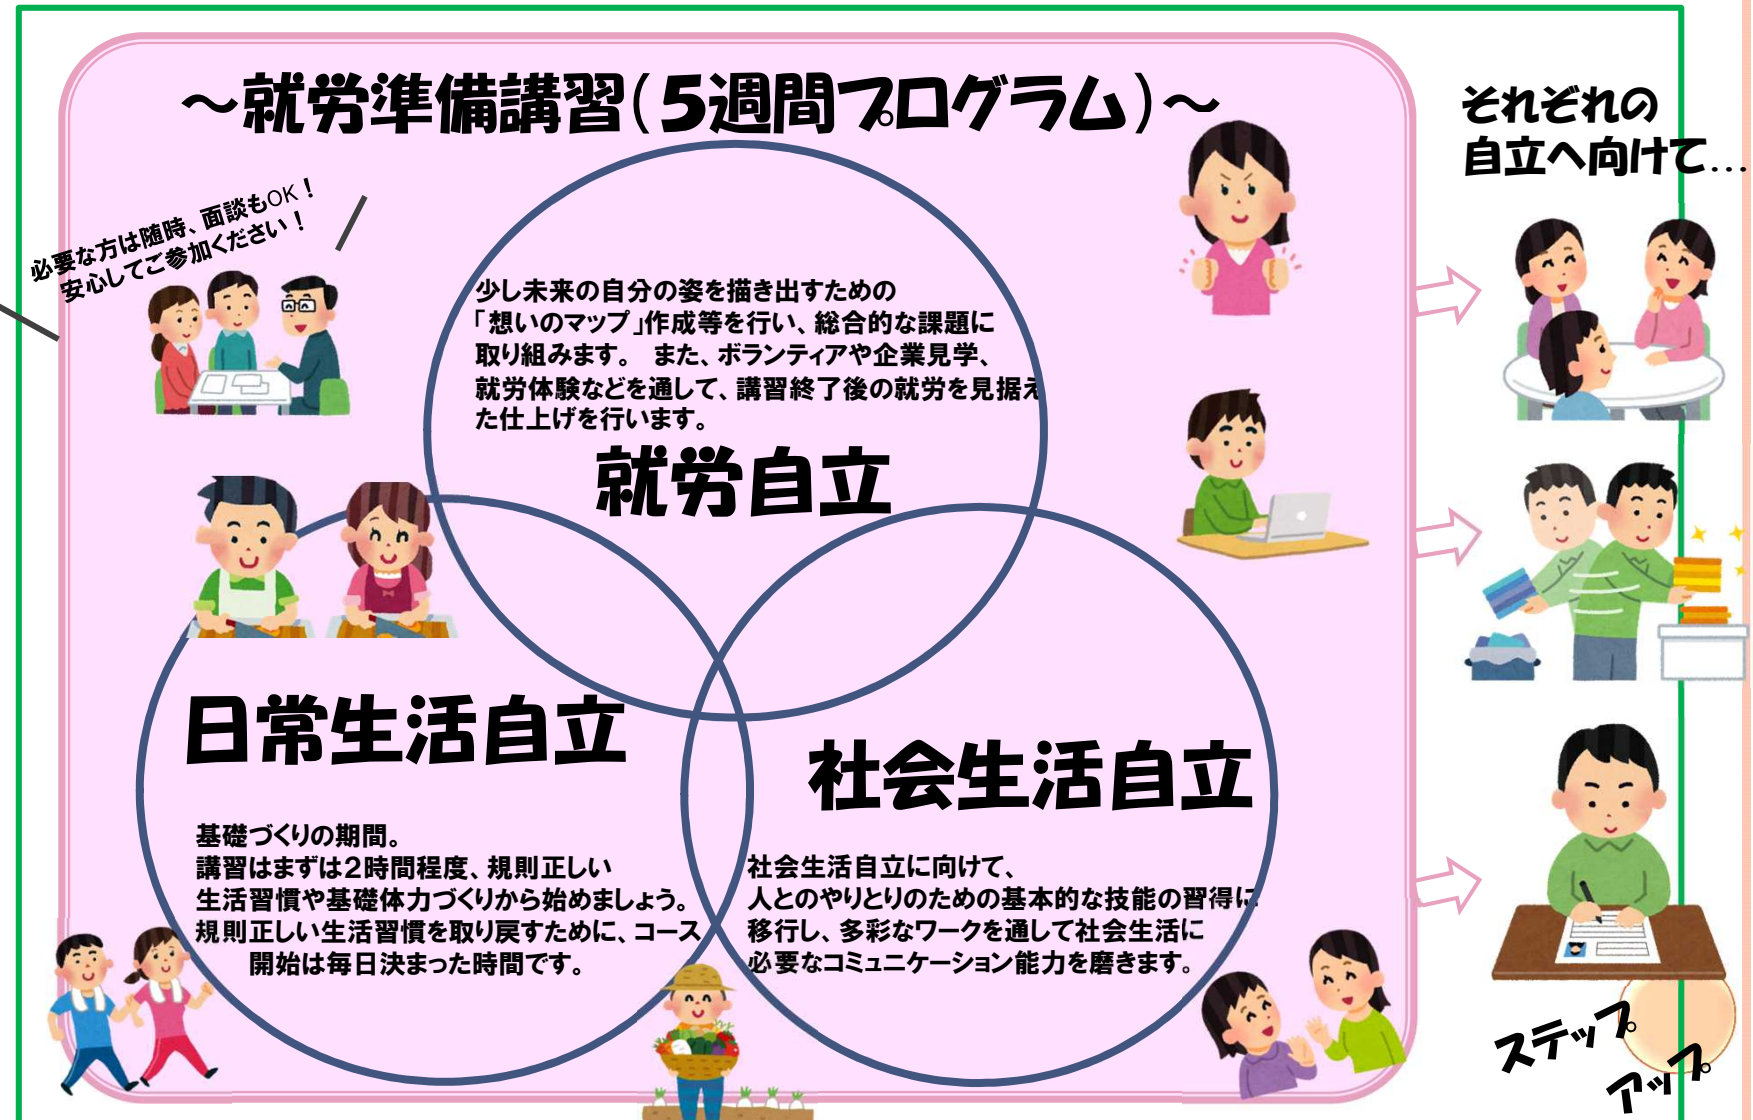 ～就労準備講習(5週間プログラム)～
必要な方は随時、面談もOK！
安心してご参加ください！
少し未来の自分の姿を描き出すための
「想いのマップ」作成等を行い、総合的な課題に
取り組みます。 また、ボランティアや企業見学、
就労体験などを通して、講習終了後の就労を見据え
た仕上げを行います。
就労自立
日常生活自立
基礎づくりの期間。
講習はまずは２時間程度、規則正しい
生活習慣や基礎体力づくりから始めましょう。
規則正しい生活習慣を取り戻すために、コース
開始は毎日決まった時間です。
社会生活自立
社会生活自立に向けて、
人とのやりとりのための基本的な技能の習得に
移行し、多彩なワークを通して社会生活に
必要なコミュニケーション能力を磨きます。
それぞれの
自立へ向けて…
ステップ
アップ